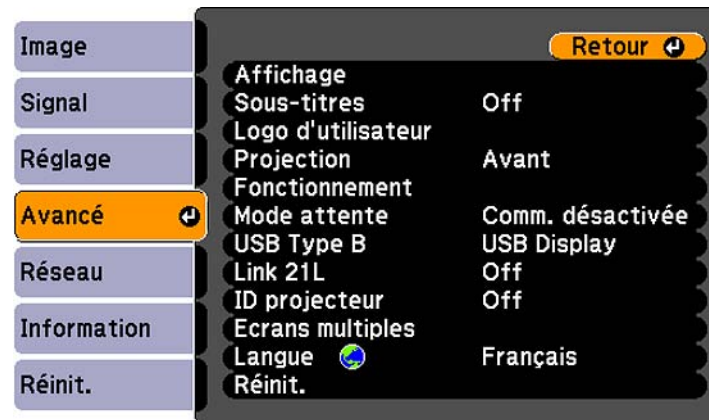 Image
Signal
Réglage
Avancé
Réseau
Information
Réinit.
Retour
Affichage
Sous-titres Off
Logo d'utilisateur
Projection Avant
Fonctionnement
Mode attente Comm. désactivée
USB Type B USB Display
Link 21L Off
ID projecteur Off
Ecrans multiples
Langue Français
Réinit.